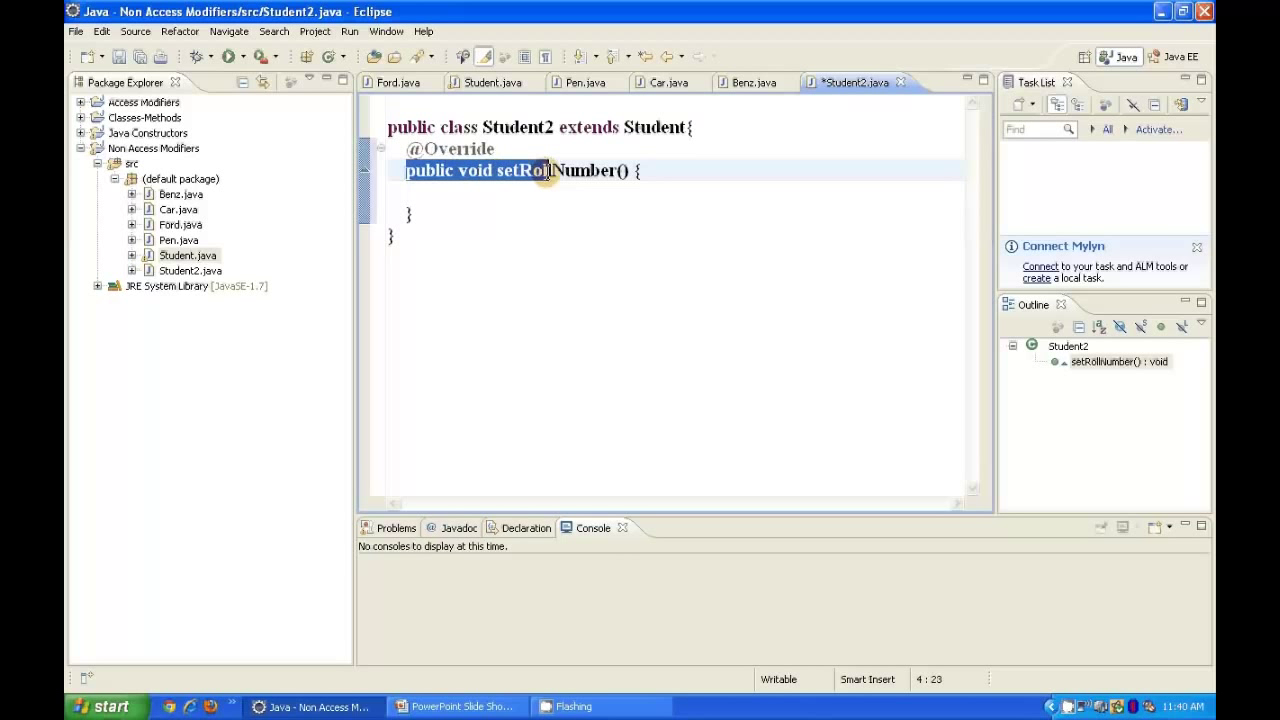 Java - Non Access Modifiers/src/Student2.java - Eclipse
File Edit Source Refactor Navigate Search Project Run Window Help
Java Java EE
Package Explorer
Access Modifiers
Classes-Methods
Java Constructors
Non Access Modifiers
src
(default package)
Benz.java
Car.java
Ford.java
Pen.java
Student.java
Student2.java
JRE System Library [JavaSE-1.7]
Ford.java Student.java Pen.java Car.java Benz.java *Student2.java
public class Student2 extends Student{
@Override
public void setRollNumber() {
}
}
Task List
Find All Activate...
Connect Mylyn
Connect to your task and ALM tools or
create a local task.
Outline
Student2
setRollNumber() : void
Problems @ Javadoc Declaration Console
No consoles to display at this time.
Writable Smart Insert 4 : 23
start Java - Non Access M... PowerPoint Slide Sho... Flashing 11:40 AM